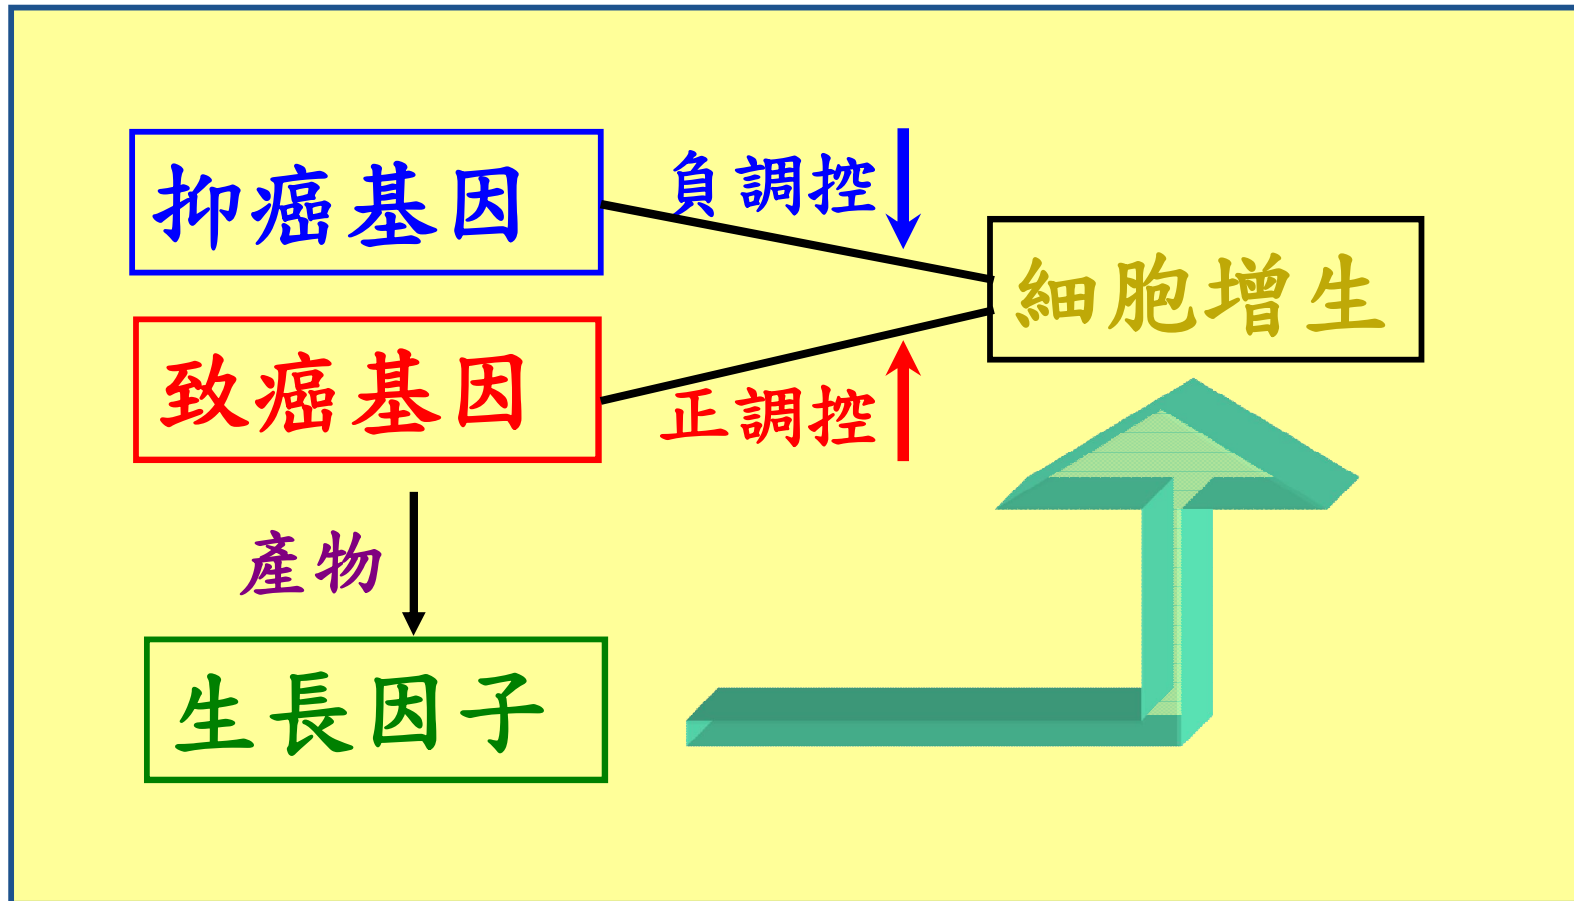 抑癌基因
負調控
細胞增生
致癌基因
正調控
產物
生長因子